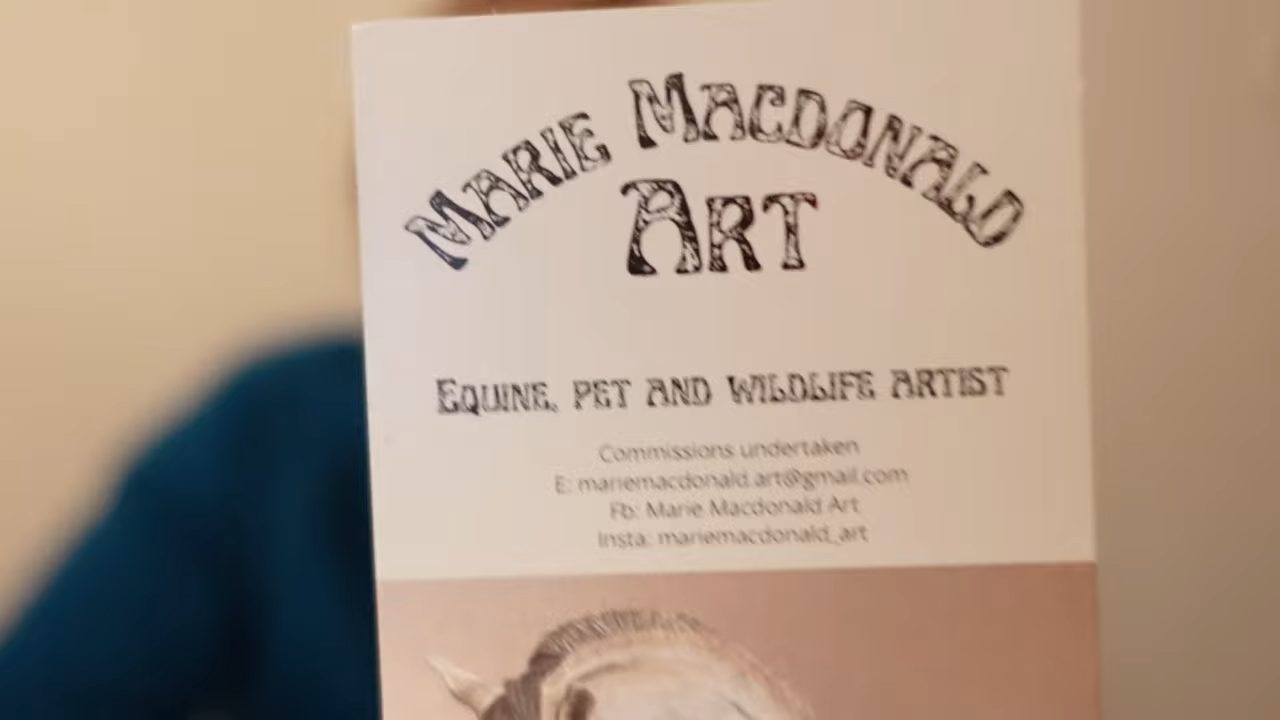 Marie Macdonald
Art
Equine, pet and wildlife artist
Commissions undertaken
E: mariemacdonald.art@gmail.com
Fb: Marie Macdonald Art
Insta: mariemacdonald_art